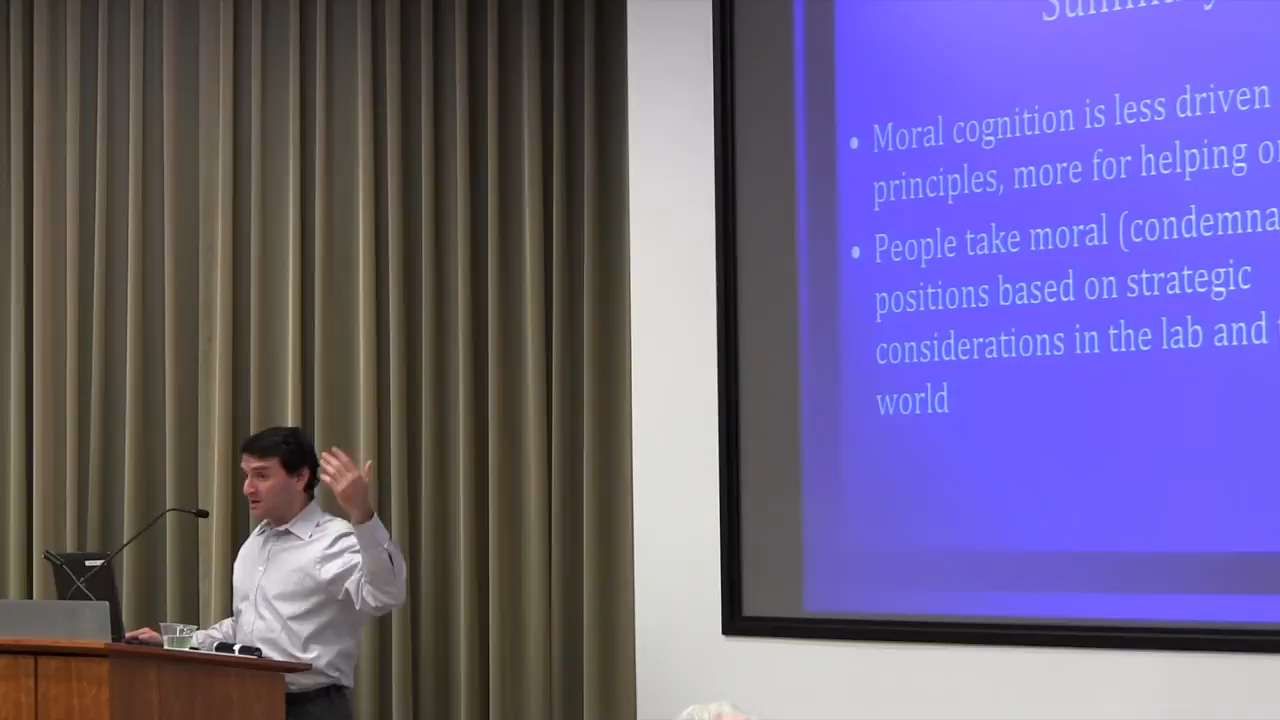 Summary
• Moral cognition is less driven
principles, more for helping
• People take moral (condemna
positions based on strategic
considerations in the lab and
world